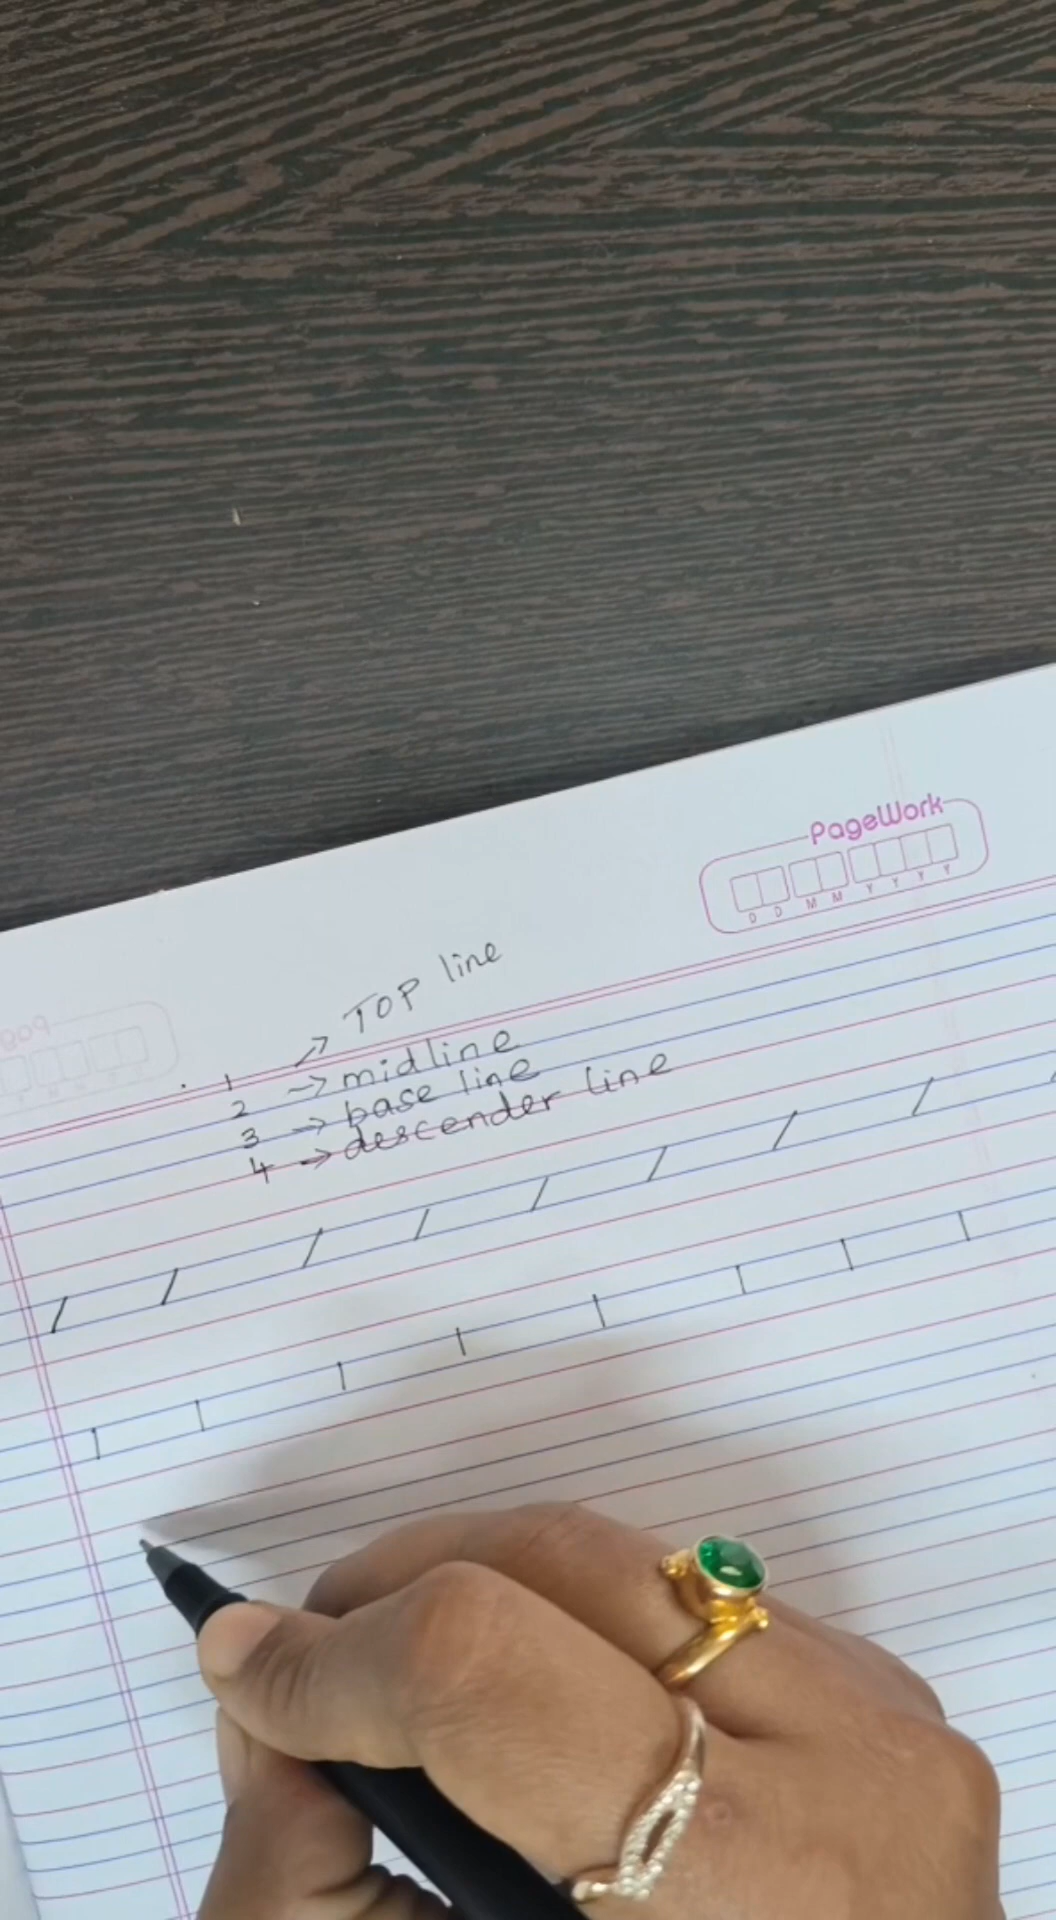 PageWork
D D M M Y Y Y Y
1 → TOP line
2 → midline
3 → base line
4 → descender line